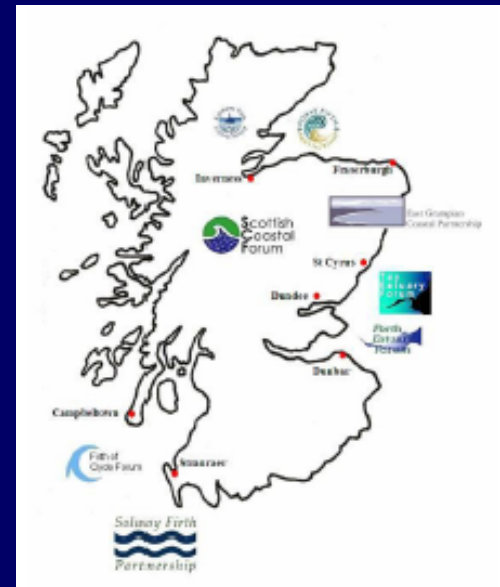 Inverness
Fraserburgh
Scottish
Coastal
Forum
East Grampian
Coastal Partnership
St Cyrus
Dundee
Tay
Estuary
Forum
Forth
Estuary
Forum
Dunbar
Campbeltown
Firth of
Clyde Forum
Stranraer
Solway Firth
Partnership